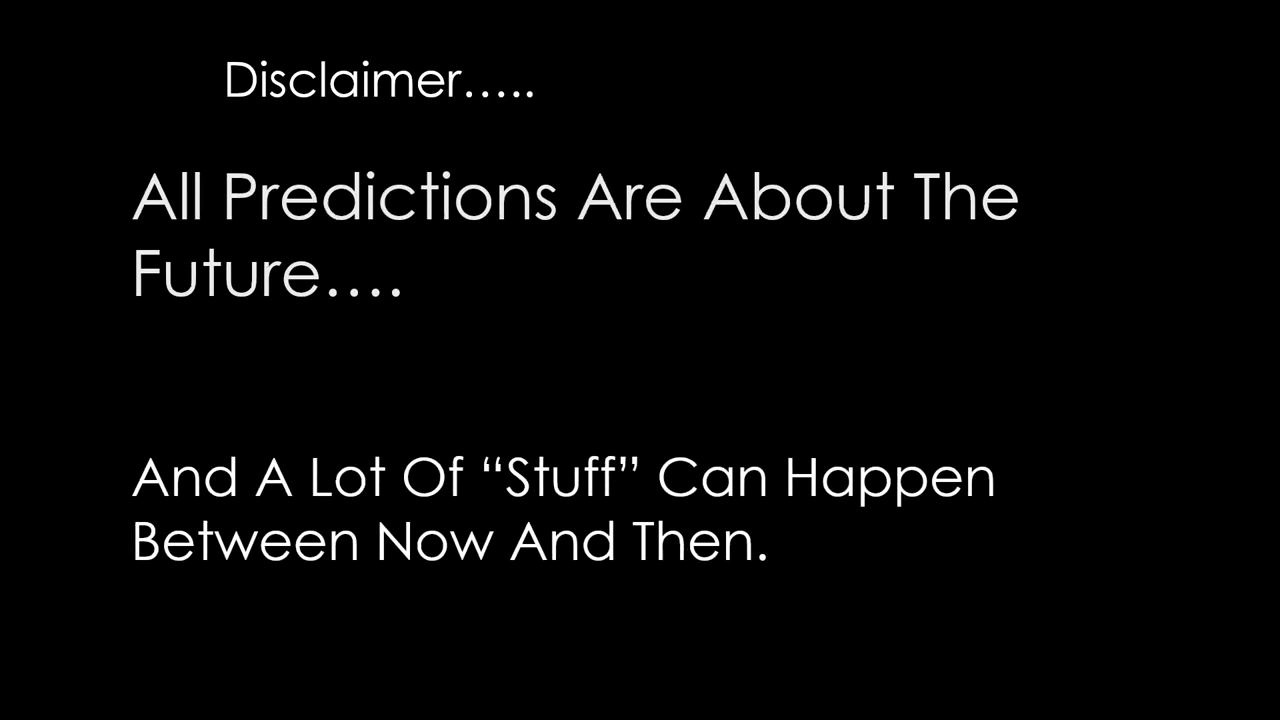 Disclaimer…..
All Predictions Are About The
Future….
And A Lot Of “Stuff” Can Happen
Between Now And Then.